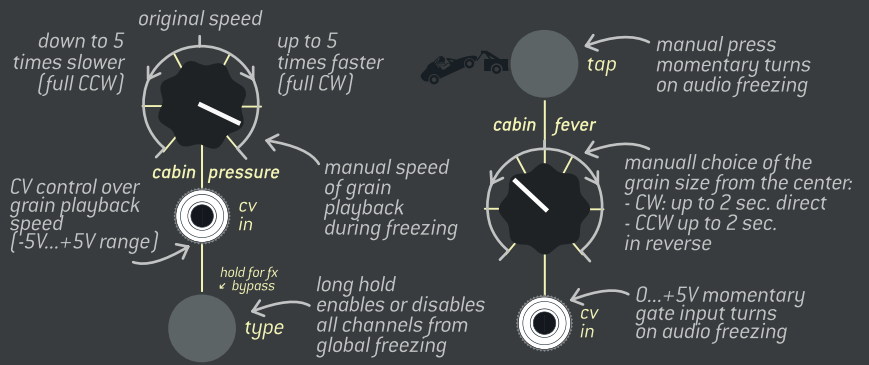 original speed
down to 5
times slower
(full CCW)
up to 5
times faster
(full CW)
cabin pressure
manual speed
of grain
playback
during freezing
CV control over
grain playback
speed
(-5V...+5V range)
cv
in
hold for fx
↙ bypass
type
long hold
enables or disables
all channels from
global freezing
tap
manual press
momentary turns
on audio freezing
cabin fever
manuall choice of the
grain size from the center:
- CW: up to 2 sec. direct
- CCW up to 2 sec.
in reverse
cv
in
0...+5V momentary
gate input turns
on audio freezing